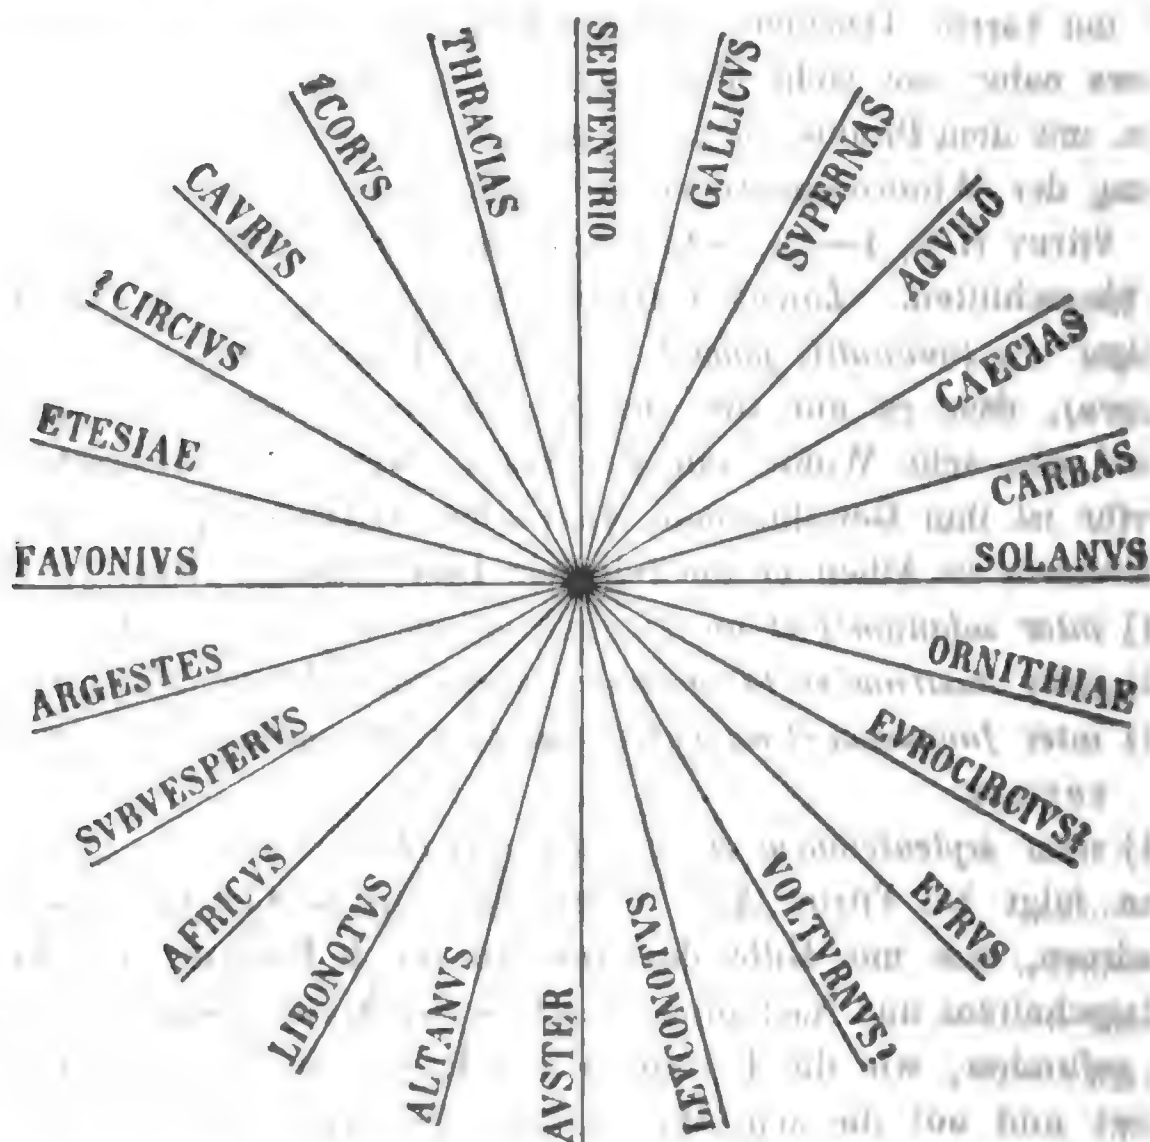 SEPTENTRIO
GALLICVS
SVPERNAS
AQVILO
CAECIAS
CARBAS
SOLANVS
ORNITHIAE
EVROCIRCIVS?
EVRVS
VOLTVRNVS?
LEVCONOTVS
AVSTER
ALTANVS
LIBONOTVS
AFRICVS
SVBVESPERVS
ARGESTES
FAVONIVS
ETESIAE
?CIRCIVS
CAVRVS
?CORVS
THRACIAS